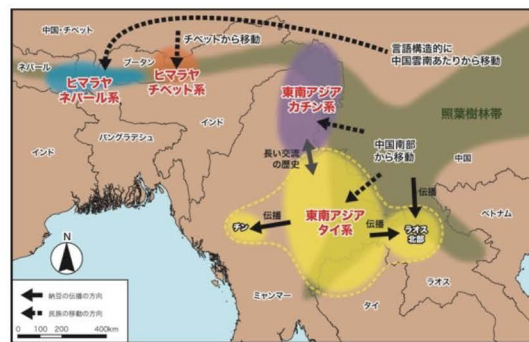 中国・チベット
チベットから移動
言語構造的に
中国雲南あたりから移動
ネパール
ブータン
ヒマラヤ
ネパール系
ヒマラヤ
チベット系
東南アジア
カチン系
照葉樹林帯
バングラデシュ
インド
インド
長い交流
の歴史
中国南部
から移動
中国
伝播
チン
東南アジア
タイ系
伝播
伝播
ラオス
北部
ベトナム
N
ミャンマー
タイ
ラオス
納豆の伝播の方向
民族の移動の方向
0 100 200 400km